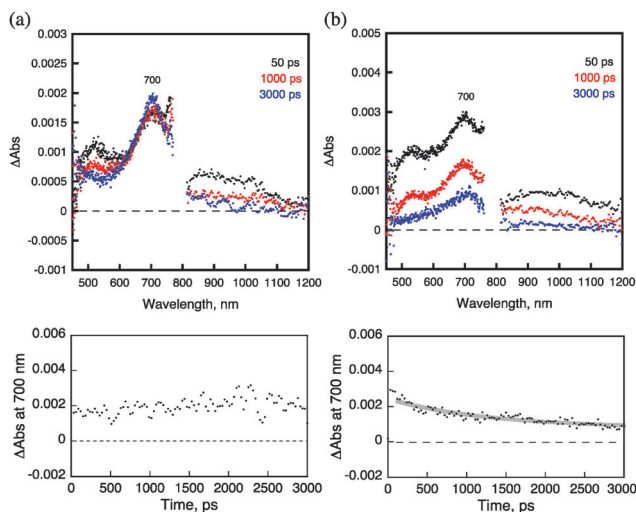 (a)
0.003
0.0025
0.002
0.0015
0.001
0.0005
0
-0.0005
-0.001
ΔAbs
700
50 ps
1000 ps
3000 ps
500 600 700 800 900 1000 1100 1200
Wavelength, nm
(b)
0.005
0.004
0.003
0.002
0.001
0
-0.001
ΔAbs
700
50 ps
1000 ps
3000 ps
500 600 700 800 900 1000 1100 1200
Wavelength, nm
0.006
0.004
0.002
0
-0.002
ΔAbs at 700 nm
0 500 1000 1500 2000 2500 3000
Time, ps
0.006
0.004
0.002
0
-0.002
ΔAbs at 700 nm
0 500 1000 1500 2000 2500 3000
Time, ps